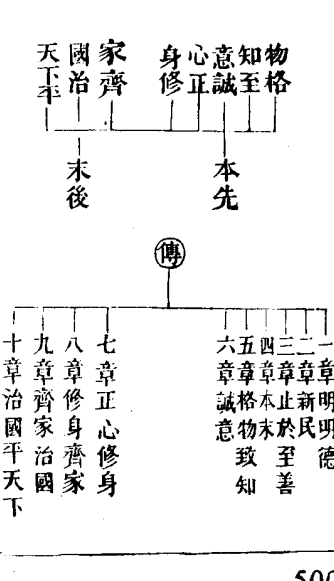 物格
知至
意誠
心正
身修
家齊
國治
天下平
本先
末後
傳
一章明明德
二章新民
三章止於至善
四章本末
五章格物致知
六章誠意
七章正心修身
八章修身齊家
九章齊家治國
十章治國平天下